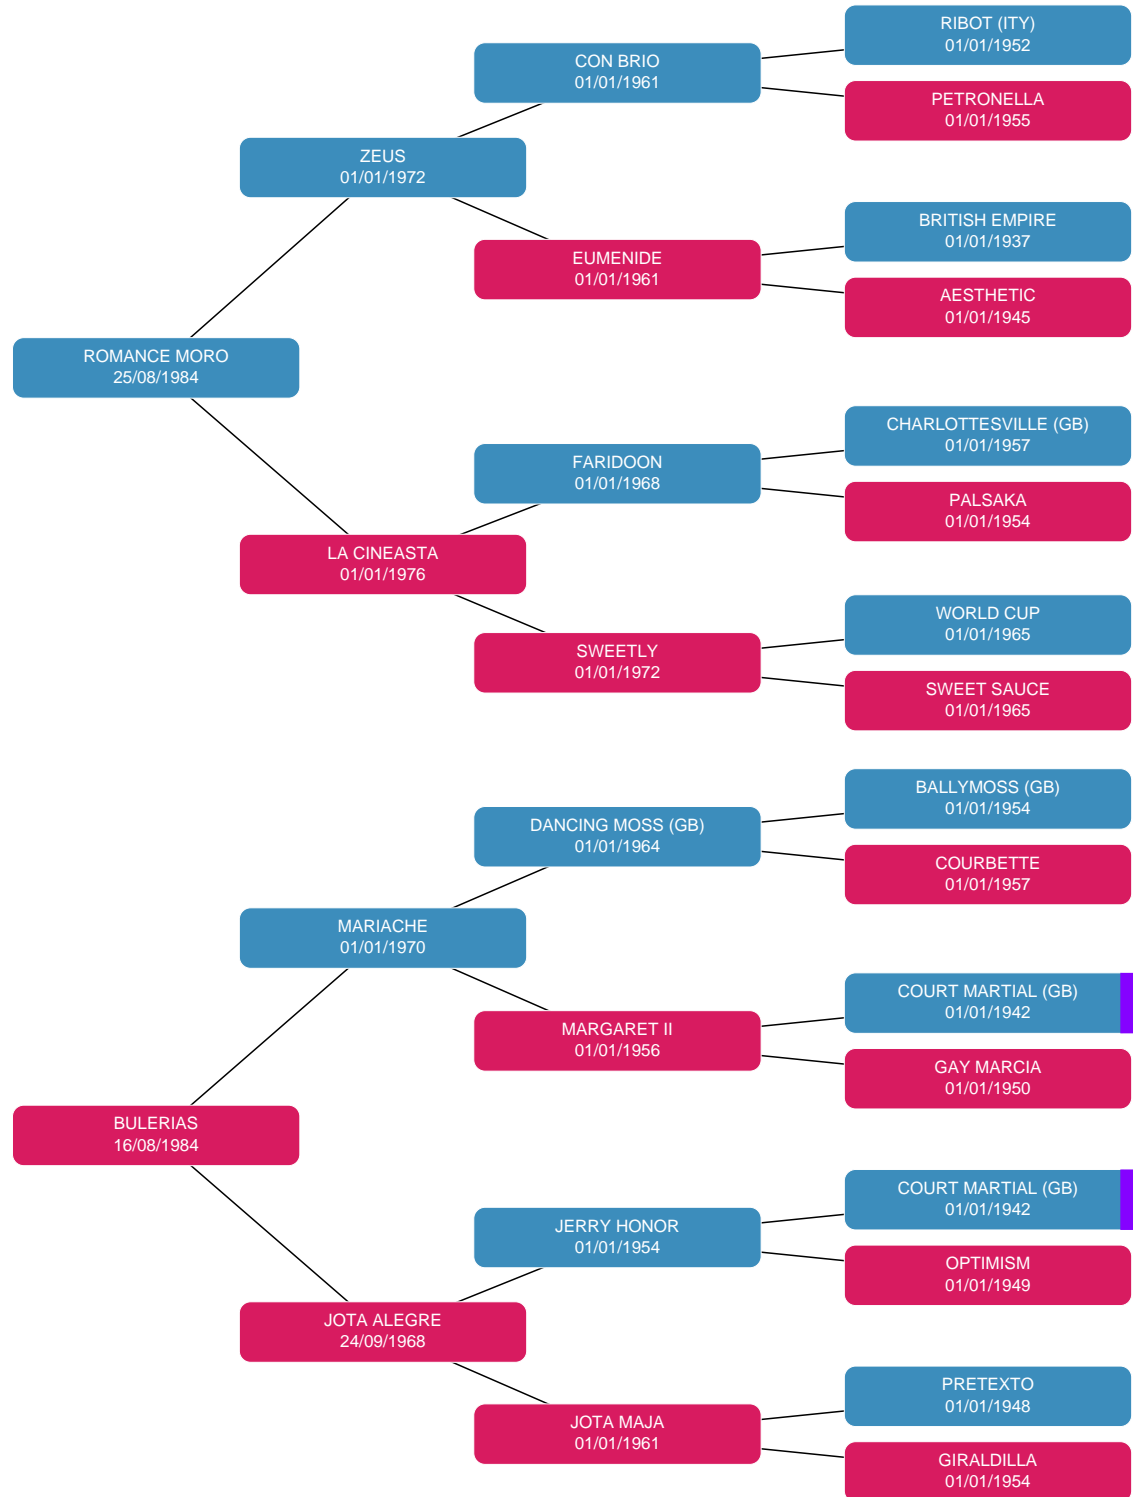 RIBOT (ITY)
01/01/1952
CON BRIO
01/01/1961
PETRONELLA
01/01/1955
ZEUS
01/01/1972
BRITISH EMPIRE
01/01/1937
EUMENIDE
01/01/1961
AESTHETIC
01/01/1945
ROMANCE MORO
25/08/1984
CHARLOTTESVILLE (GB)
01/01/1957
FARIDOON
01/01/1968
PALSAKA
01/01/1954
LA CINEASTA
01/01/1976
WORLD CUP
01/01/1965
SWEETLY
01/01/1972
SWEET SAUCE
01/01/1965
BALLYMOSS (GB)
01/01/1954
DANCING MOSS (GB)
01/01/1964
COURBETTE
01/01/1957
MARIACHE
01/01/1970
COURT MARTIAL (GB)
01/01/1942
MARGARET II
01/01/1956
GAY MARCIA
01/01/1950
BULERIAS
16/08/1984
COURT MARTIAL (GB)
01/01/1942
JERRY HONOR
01/01/1954
OPTIMISM
01/01/1949
JOTA ALEGRE
24/09/1968
PRETEXTO
01/01/1948
JOTA MAJA
01/01/1961
GIRALDILLA
01/01/1954